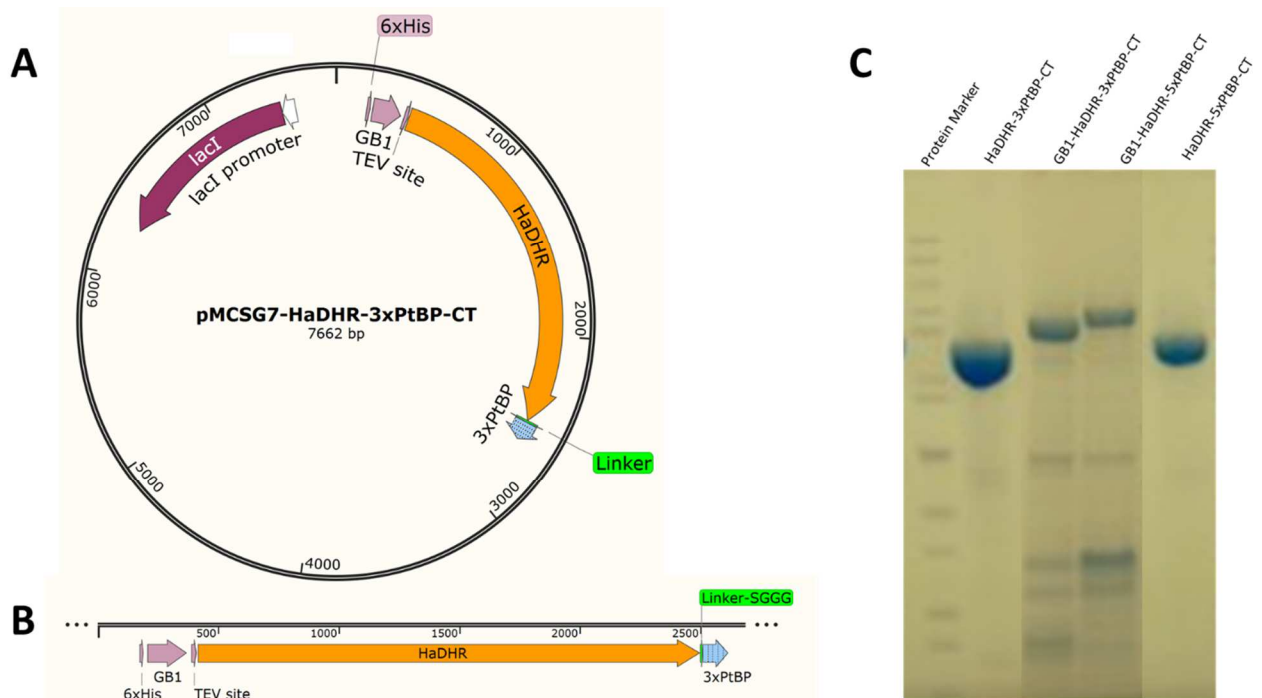 A
6xHis
7000
lacI
lacI promoter
GB1
TEV site
1000
HaDHR
6000
pMCSG7-HaDHR-3xPtBP-CT
7662 bp
2000
3xPtBP
Linker
5000
3000
4000
B
Linker-SGGG
500
1000
1500
2000
2500
HaDHR
GB1
3xPtBP
6xHis
TEV site
C
Protein Marker
HaDHR-3xPtBP-CT
GB1-HaDHR-3xPtBP-CT
GB1-HaDHR-5xPtBP-CT
HaDHR-5xPtBP-CT